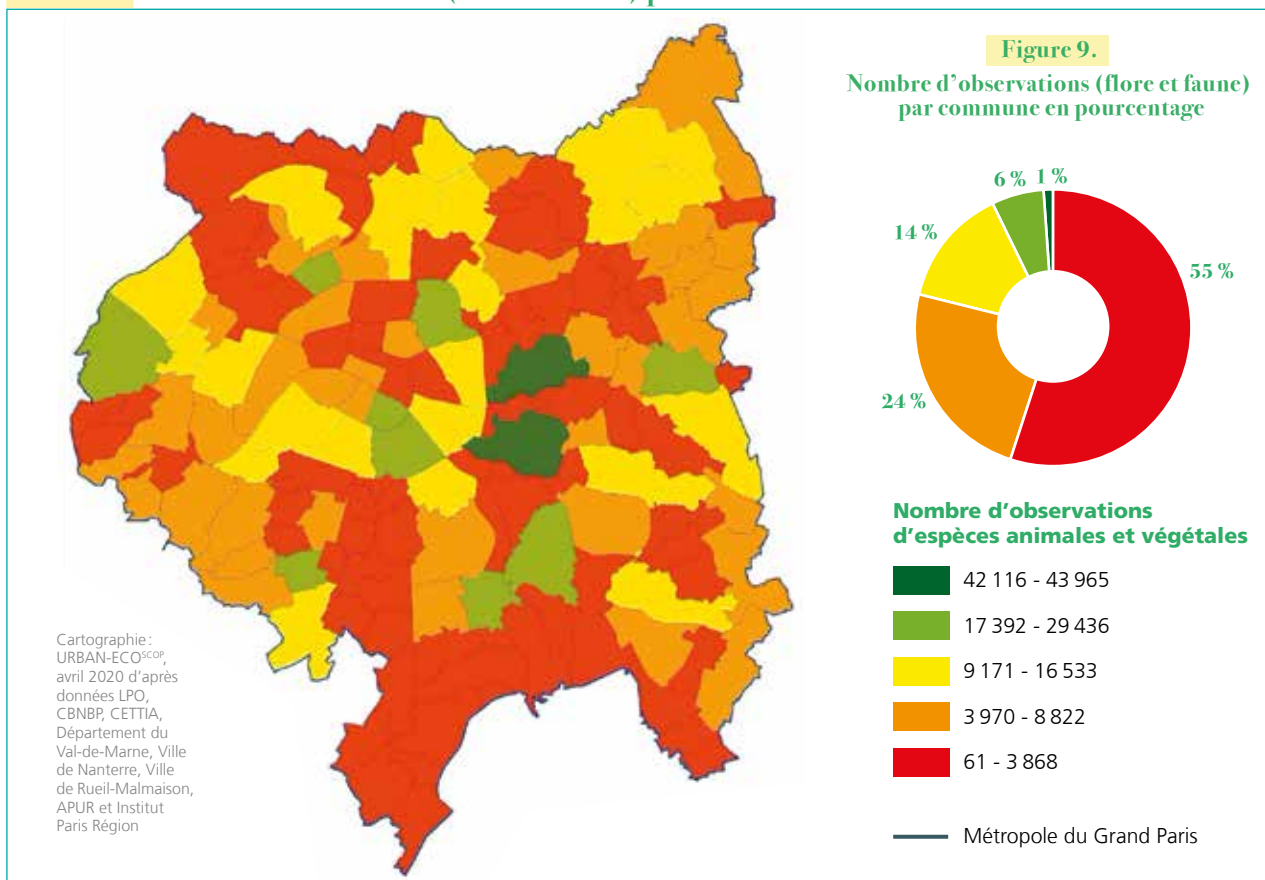 Figure 9.
Nombre d'observations (flore et faune)
par commune en pourcentage
6 %
1 %
14 %
55 %
24 %
Nombre d'observations
d'espèces animales et végétales
42 116 - 43 965
17 392 - 29 436
9 171 - 16 533
3 970 - 8 822
61 - 3 868
Métropole du Grand Paris
Cartographie :
URBAN-ECOSCOP,
avril 2020 d'après
données LPO,
CBNBP, CETTIA,
Département du
Val-de-Marne, Ville
de Nanterre, Ville
de Rueil-Malmaison,
APUR et Institut
Paris Région